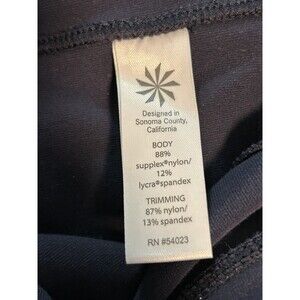 Designed in
Sonoma County,
California
BODY
88%
supplex®nylon/
12%
lycra®spandex
TRIMMING
87% nylon/
13% spandex
RN #54023